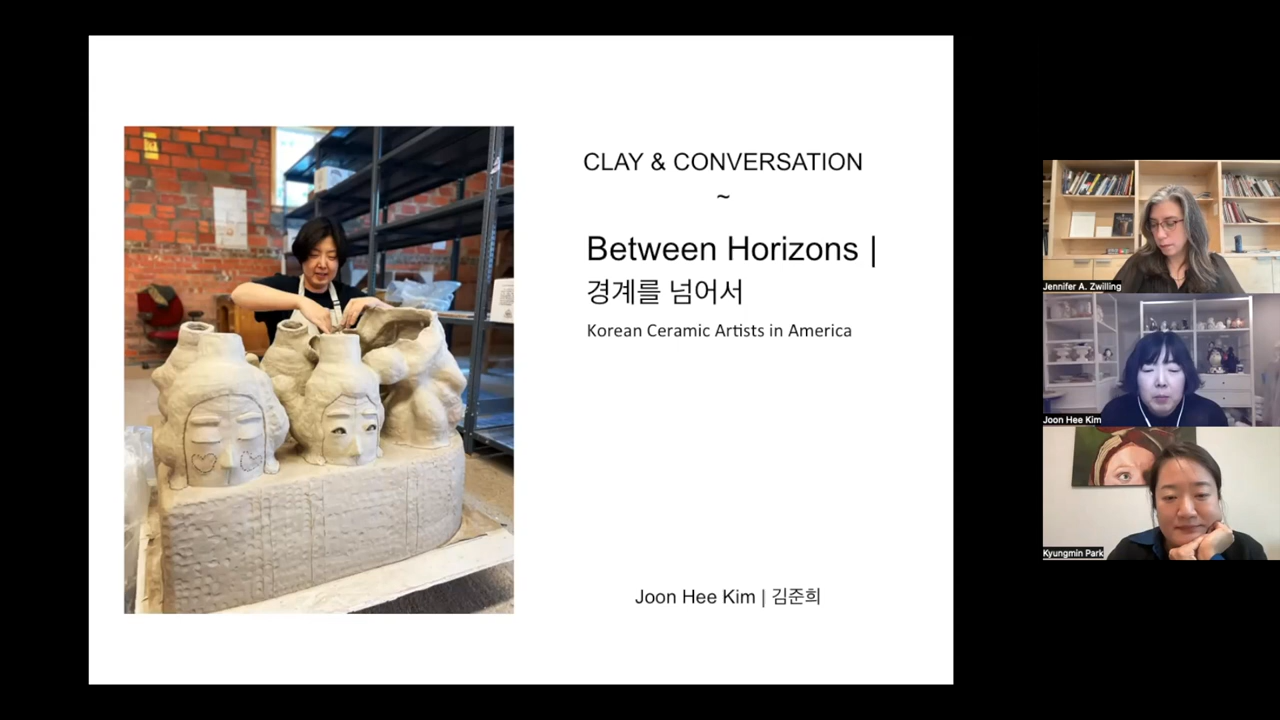 CLAY & CONVERSATION
~
Between Horizons |
경계를 넘어서
Korean Ceramic Artists in America
Joon Hee Kim | 김준희
Jennifer A. Zwilling
Joon Hee Kim
Kyungmin Park